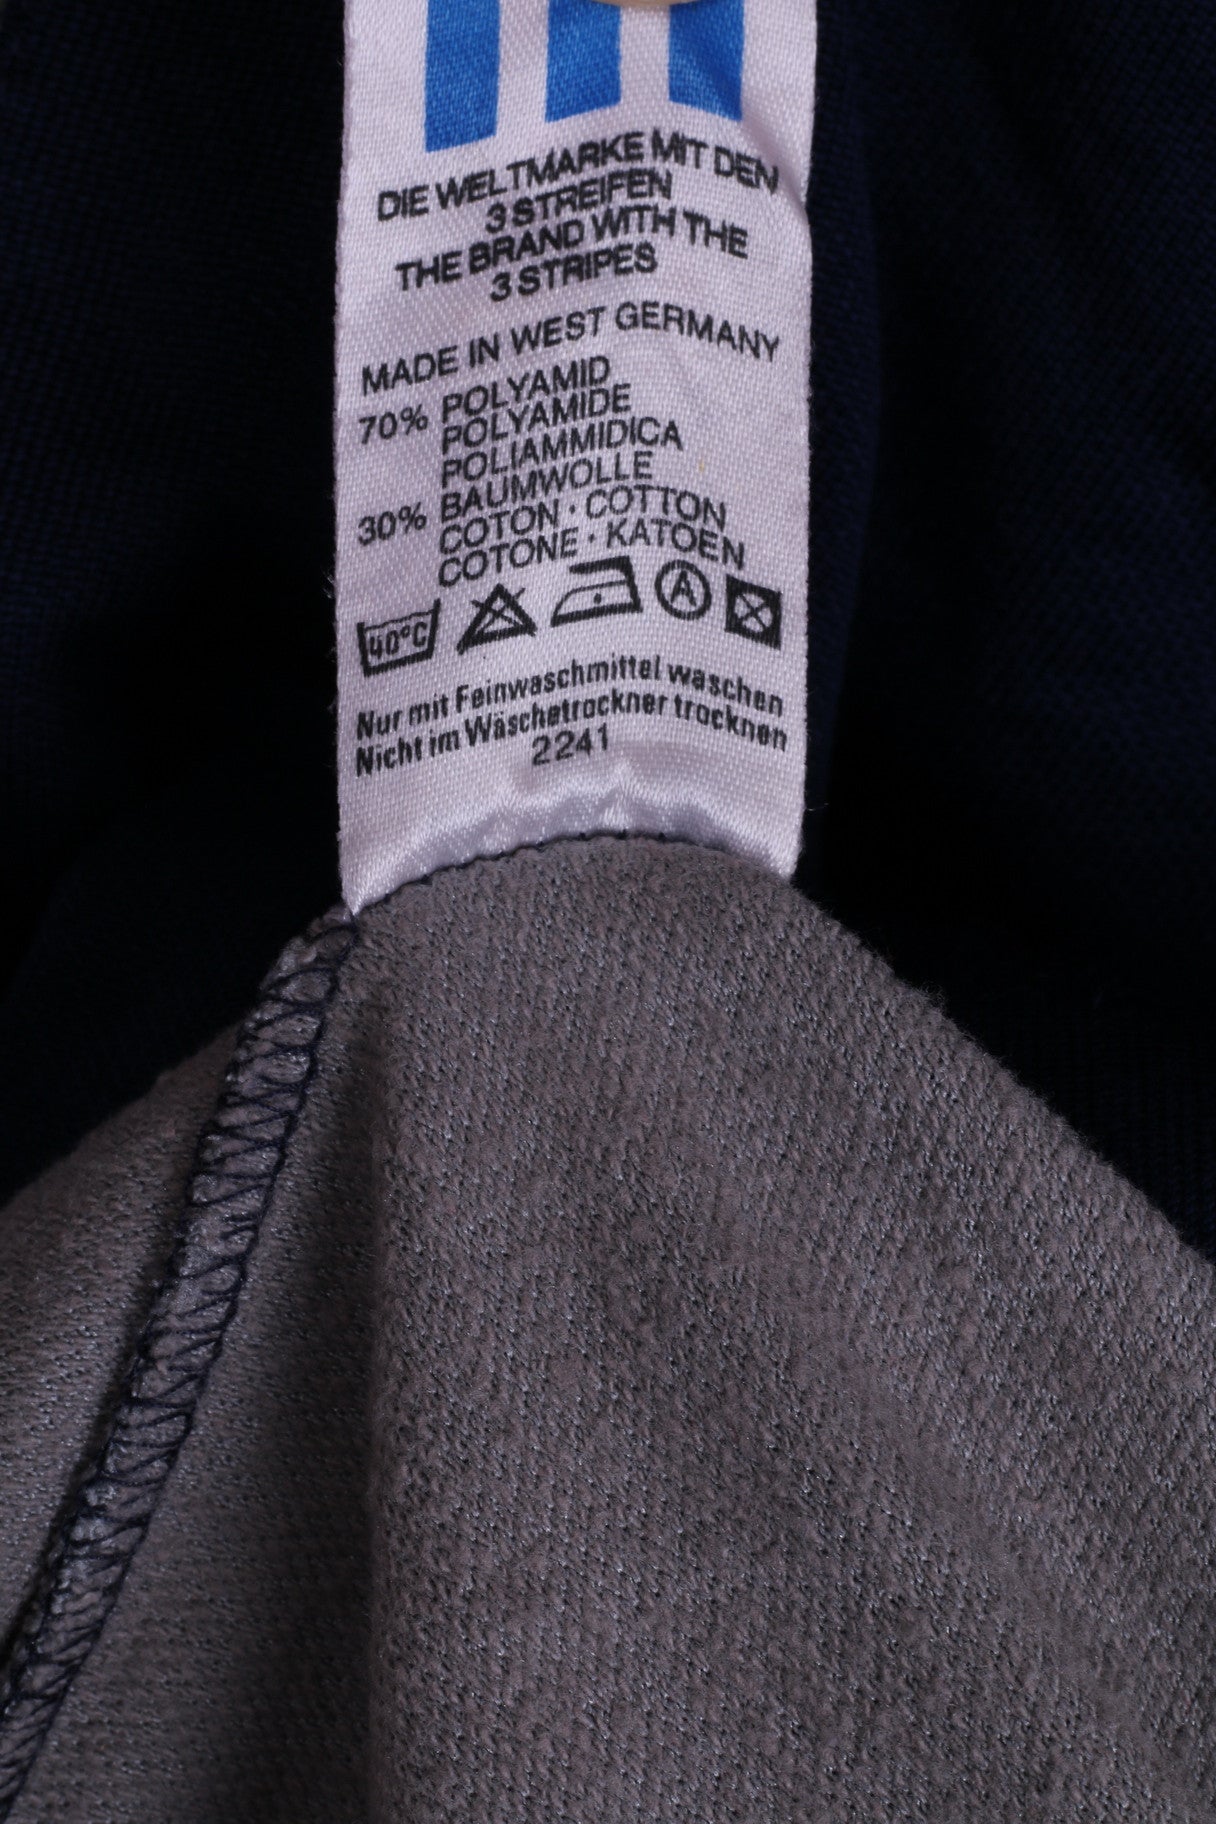 DIE WELTMARKE MIT DEN
3 STREIFEN
THE BRAND WITH THE
3 STRIPES
MADE IN WEST GERMANY
70% POLYAMID
POLYAMIDE
POLIAMMIDICA
30% BAUMWOLLE
COTON · COTTON
COTONE · KATOEN
40°C A
Nur mit Feinwaschmittel waschen
Nicht im Wäschetrockner trocknen
2241